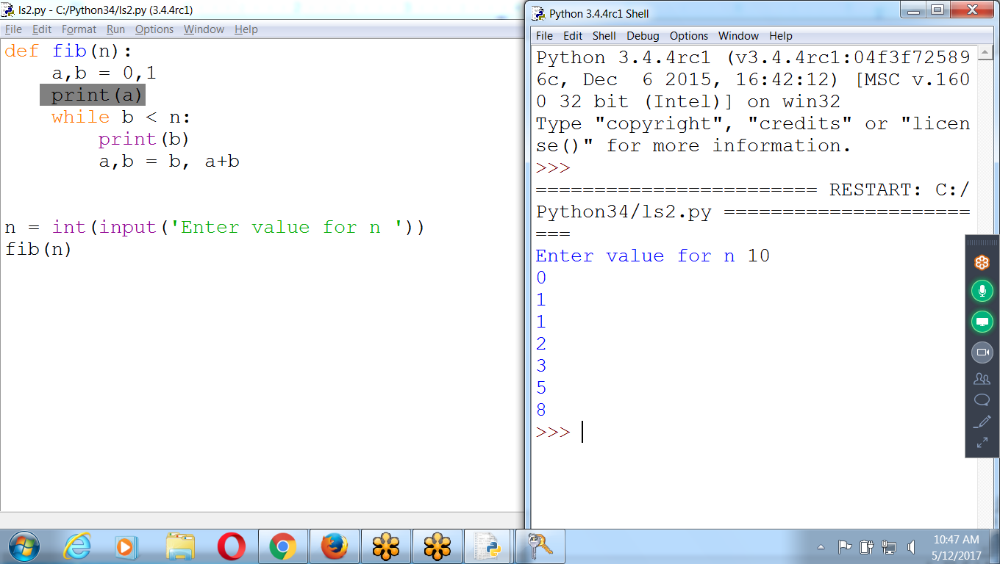 ls2.py - C:/Python34/ls2.py (3.4.4rc1)
File Edit Format Run Options Window Help
def fib(n):
    a,b = 0,1
    print(a)
    while b < n:
        print(b)
        a,b = b, a+b
n = int(input('Enter value for n '))
fib(n)
Python 3.4.4rc1 Shell
File Edit Shell Debug Options Window Help
Python 3.4.4rc1 (v3.4.4rc1:04f3f72589
6c, Dec  6 2015, 16:42:12) [MSC v.160
0 32 bit (Intel)] on win32
Type "copyright", "credits" or "licen
se()" for more information.
>>>
======================== RESTART: C:/
Python34/ls2.py =====================
===
Enter value for n 10
0
1
1
2
3
5
8
>>>
10:47 AM
5/12/2017